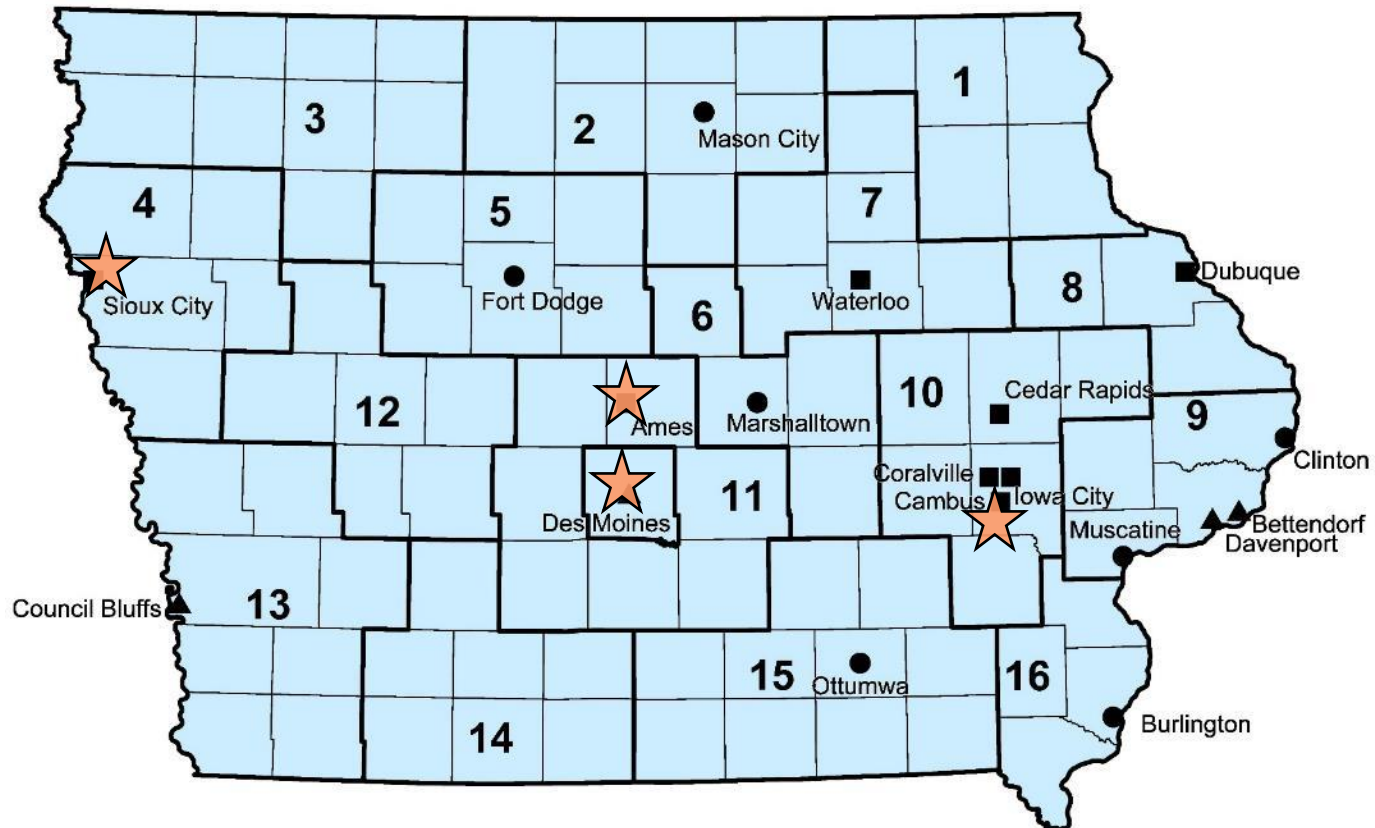 1
3
2
Mason City
4
5
7
Sioux City
Fort Dodge
6
Waterloo
8
Dubuque
12
Ames
Marshalltown
10
Cedar Rapids
9
Clinton
11
Coralville
Cambus
Iowa City
Des Moines
Muscatine
Bettendorf
Davenport
Council Bluffs
13
14
15
Ottumwa
16
Burlington